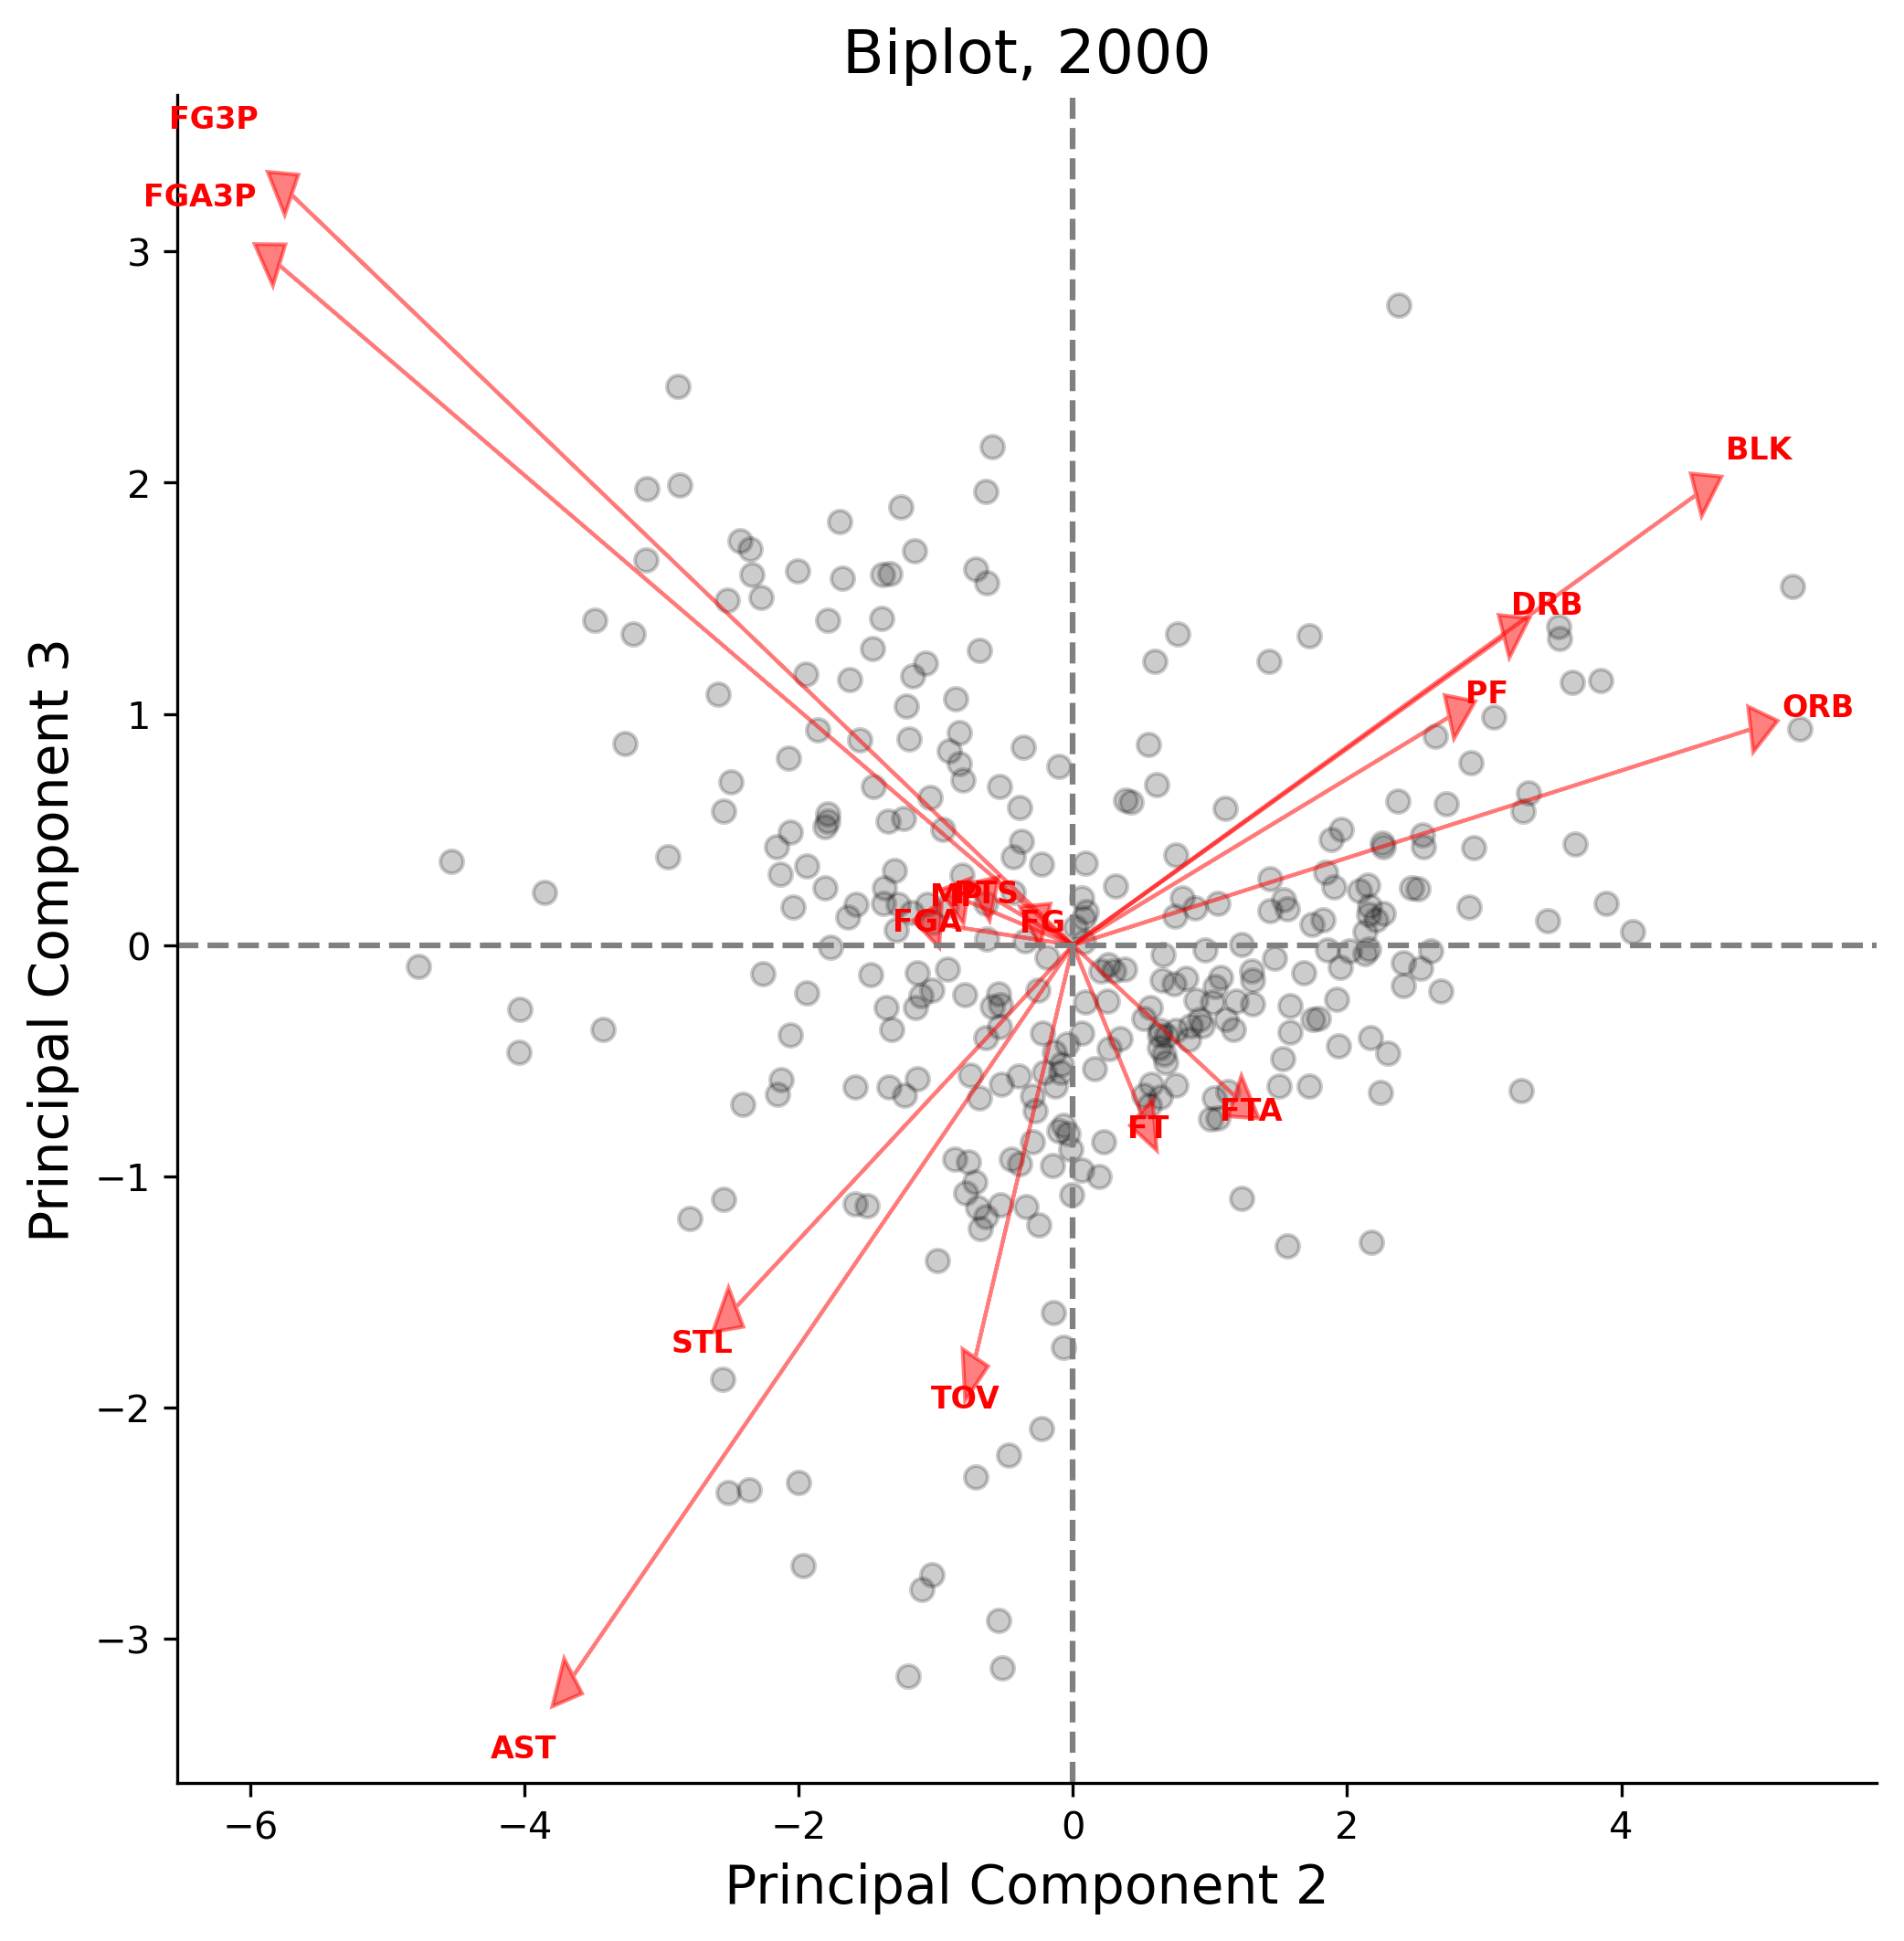 Biplot, 2000
FG3P
FGA3P
BLK
DRB
PF
ORB
MP
PTS
FGA
FG
FTA
FT
STL
TOV
AST
3
2
1
0
−1
−2
−3
−6
−4
−2
0
2
4
Principal Component 3
Principal Component 2